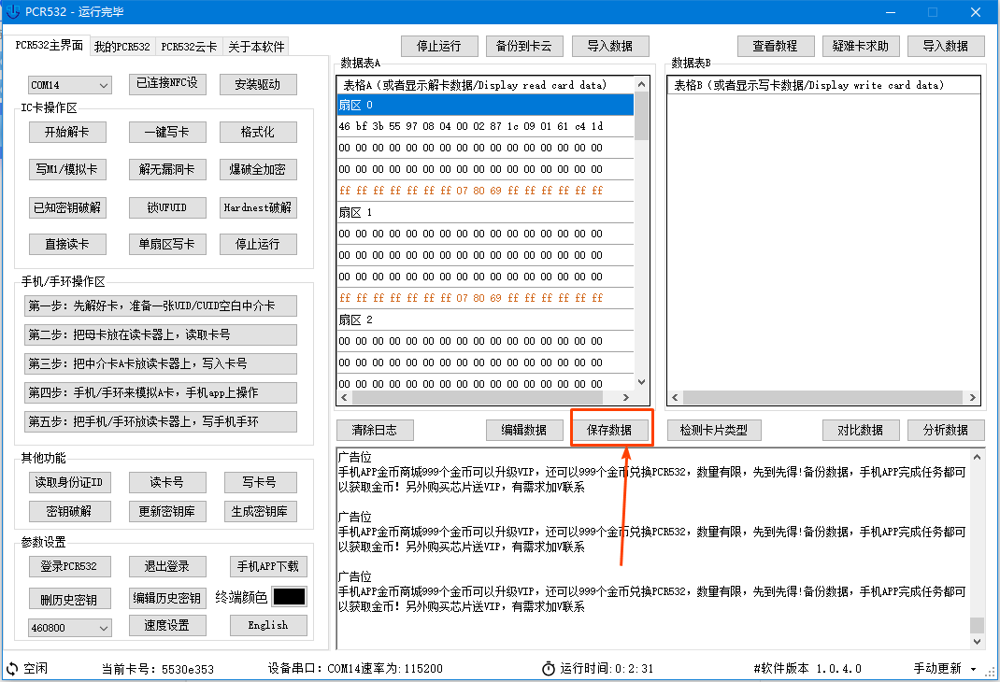 PCR532 - 运行完毕
PCR532主界面 我的PCR532 PCR532云卡 关于本软件
停止运行 备份到卡云 导入数据 查看教程 疑难卡求助 导入数据
COM14 已连接NFC设 安装驱动
IC卡操作区
开始解卡 一键写卡 格式化
写M1/模拟卡 解无漏洞卡 爆破全加密
已知密钥破解 锁UFUID Hardnest破解
直接读卡 单扇区写卡 停止运行
手机/手环操作区
第一步: 先解好卡，准备一张UID/CUID空白中介卡
第二步: 把母卡放在读卡器上，读取卡号
第三步: 把中介卡A卡放读卡器上，写入卡号
第四步: 手机/手环来模拟A卡，手机app上操作
第五步: 把手机/手环放读卡器上，写手机手环
其他功能
读取身份证ID 读卡号 写卡号
密钥破解 更新密钥库 生成密钥库
参数设置
登录PCR532 退出登录 手机APP下载
删历史密钥 编辑历史密钥 终端颜色
460800 速度设置 English
数据表A
表格A（或者显示解卡数据/Display read card data)
扇区 0
46 bf 3b 55 97 08 04 00 02 87 1c 09 01 61 c4 1d
00 00 00 00 00 00 00 00 00 00 00 00 00 00 00 00
00 00 00 00 00 00 00 00 00 00 00 00 00 00 00 00
ff ff ff ff ff ff ff 07 80 69 ff ff ff ff ff ff
扇区 1
00 00 00 00 00 00 00 00 00 00 00 00 00 00 00 00
00 00 00 00 00 00 00 00 00 00 00 00 00 00 00 00
00 00 00 00 00 00 00 00 00 00 00 00 00 00 00 00
ff ff ff ff ff ff ff 07 80 69 ff ff ff ff ff ff
扇区 2
00 00 00 00 00 00 00 00 00 00 00 00 00 00 00 00
00 00 00 00 00 00 00 00 00 00 00 00 00 00 00 00
00 00 00 00 00 00 00 00 00 00 00 00 00 00 00 00
数据表B
表格B（或者显示写卡数据/Display write card data)
清除日志 编辑数据 保存数据 检测卡片类型 对比数据 分析数据
广告位
手机APP金币商城999个金币可以升级VIP，还可以999个金币兑换PCR532，数量有限，先到先得!备份数据，手机APP完成任务都可
以获取金币！另外购买芯片送VIP，有需求加V联系
广告位
手机APP金币商城999个金币可以升级VIP，还可以999个金币兑换PCR532，数量有限，先到先得!备份数据，手机APP完成任务都可
以获取金币！另外购买芯片送VIP，有需求加V联系
广告位
手机APP金币商城999个金币可以升级VIP，还可以999个金币兑换PCR532，数量有限，先到先得!备份数据，手机APP完成任务都可
以获取金币！另外购买芯片送VIP，有需求加V联系
空闲 当前卡号: 5530e353 设备串口: COM14速率为: 115200 运行时间: 0:2:31 #软件版本 1.0.4.0 手动更新